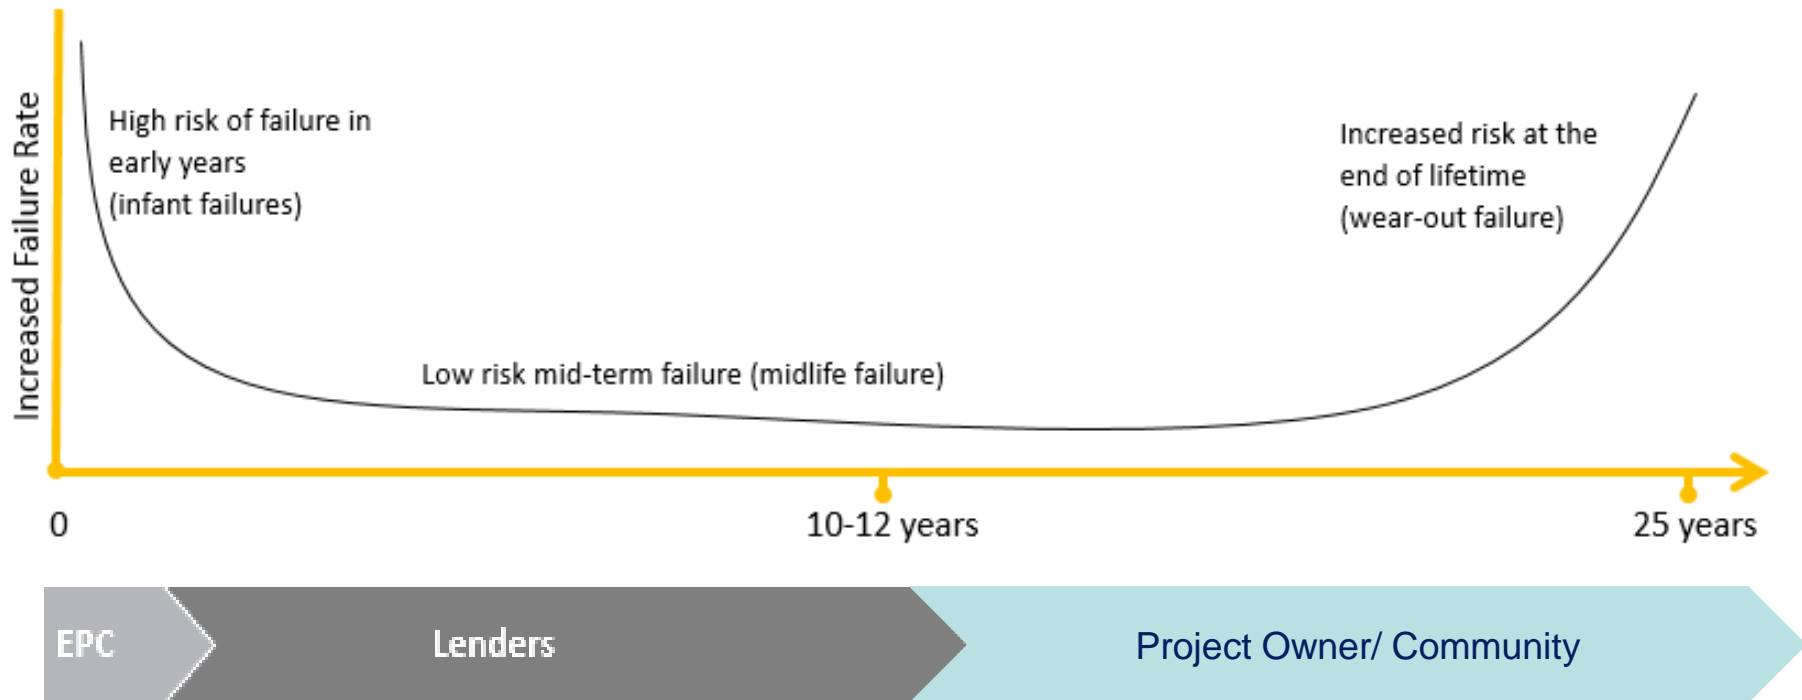 Increased Failure Rate
High risk of failure in
early years
(infant failures)
Low risk mid-term failure (midlife failure)
Increased risk at the
end of lifetime
(wear-out failure)
0
10-12 years
25 years
EPC
Lenders
Project Owner/ Community